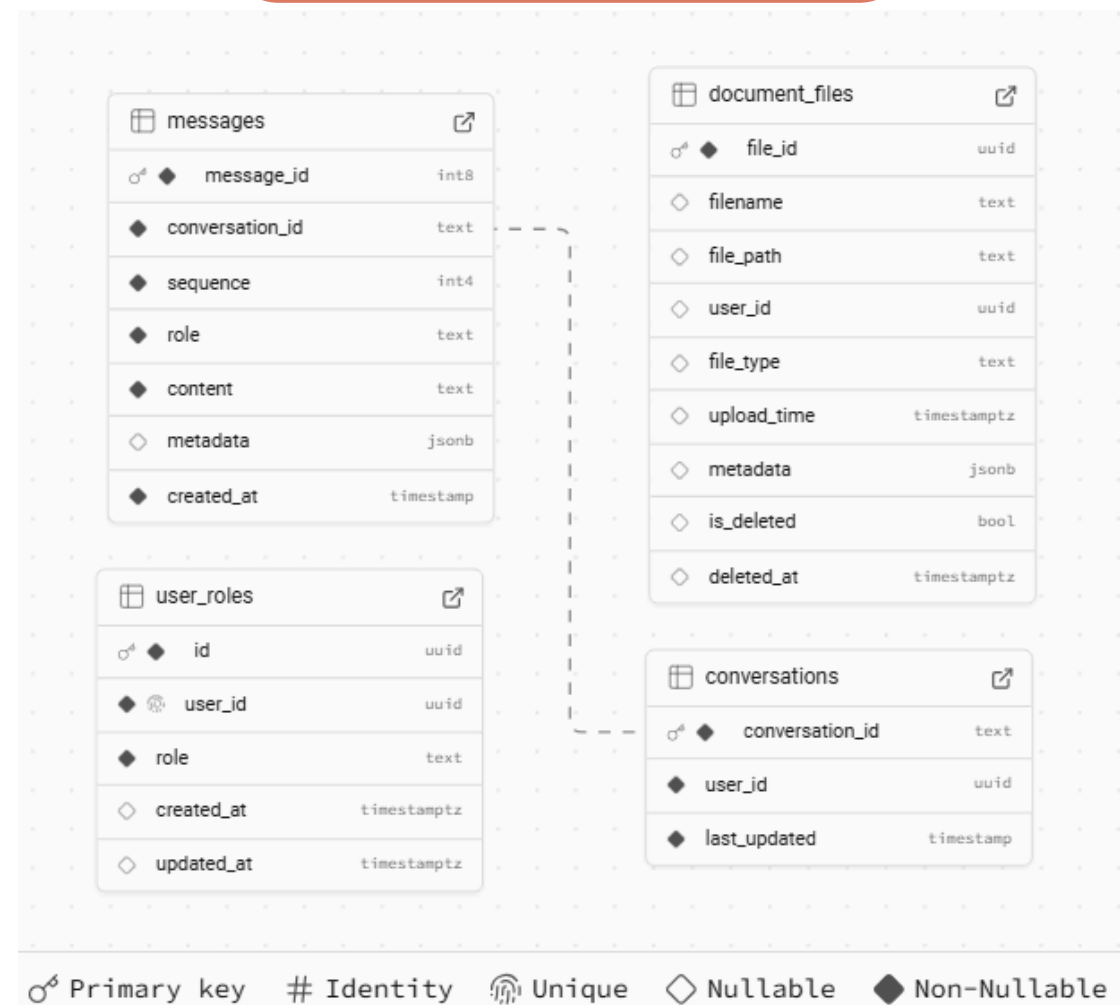 messages
message_id int8
conversation_id text
sequence int4
role text
content text
metadata jsonb
created_at timestamp
document_files
file_id uuid
filename text
file_path text
user_id uuid
file_type text
upload_time timestamptz
metadata jsonb
is_deleted bool
deleted_at timestamptz
user_roles
id uuid
user_id uuid
role text
created_at timestamptz
updated_at timestamptz
conversations
conversation_id text
user_id uuid
last_updated timestamp
Primary key # Identity Unique Nullable Non-Nullable